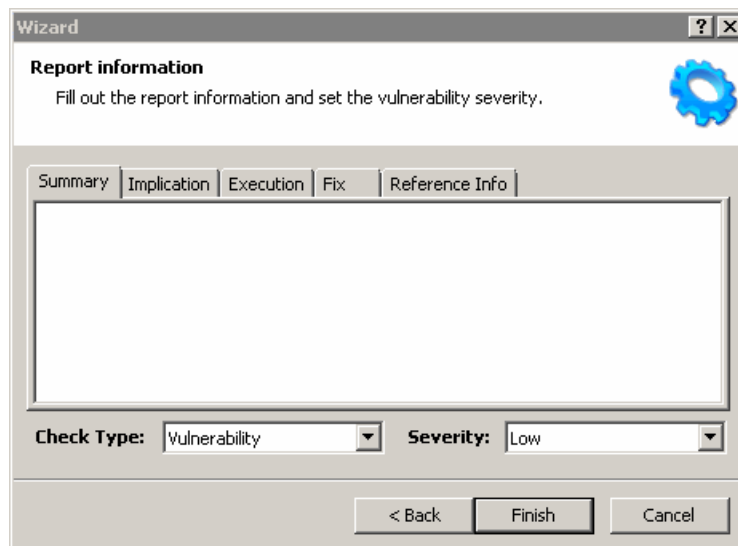 Wizard
Report information
Fill out the report information and set the vulnerability severity.
Summary Implication Execution Fix Reference Info
Check Type: Vulnerability Severity: Low
< Back Finish Cancel